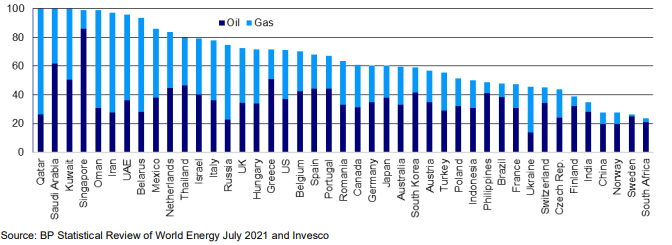 Oil Gas
100
80
60
40
20
0
Qatar
Saudi Arabia
Kuwait
Singapore
Oman
Iran
UAE
Belarus
Mexico
Netherlands
Thailand
Israel
Italy
Russia
UK
Hungary
Greece
US
Belgium
Spain
Portugal
Romania
Canada
Germany
Japan
Australia
South Korea
Austria
Turkey
Poland
Indonesia
Philippines
Brazil
France
Ukraine
Switzerland
Czech Rep.
Finland
India
China
Norway
Sweden
South Africa
Source: BP Statistical Review of World Energy July 2021 and Invesco